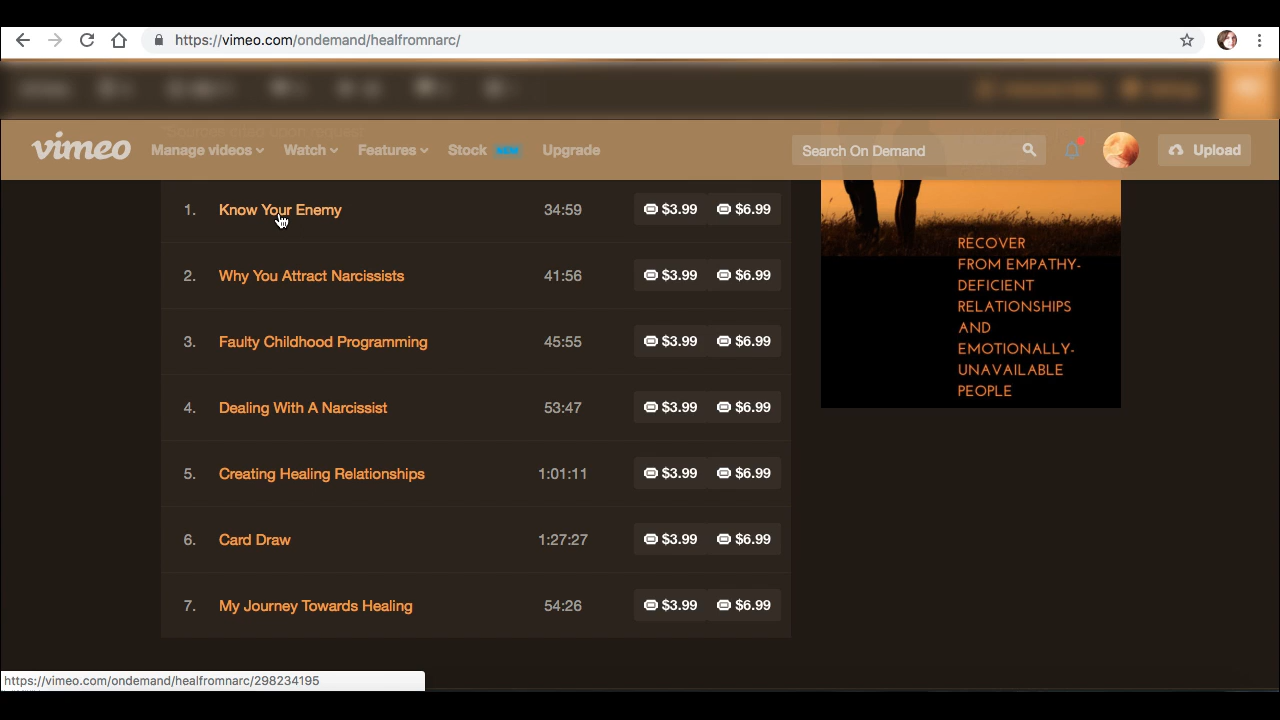 https://vimeo.com/ondemand/healfromnarc/
vimeo Manage videos Watch Features Stock NEW Upgrade Search On Demand Upload
1. Know Your Enemy 34:59 $3.99 $6.99
2. Why You Attract Narcissists 41:56 $3.99 $6.99
3. Faulty Childhood Programming 45:55 $3.99 $6.99
4. Dealing With A Narcissist 53:47 $3.99 $6.99
5. Creating Healing Relationships 1:01:11 $3.99 $6.99
6. Card Draw 1:27:27 $3.99 $6.99
7. My Journey Towards Healing 54:26 $3.99 $6.99
RECOVER
FROM EMPATHY-
DEFICIENT
RELATIONSHIPS
AND
EMOTIONALLY-
UNAVAILABLE
PEOPLE
https://vimeo.com/ondemand/healfromnarc/298234195